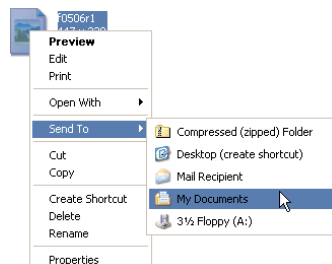 f0506r1
Preview
Edit
Print
Open With
Send To
Cut
Copy
Create Shortcut
Delete
Rename
Properties
Compressed (zipped) Folder
Desktop (create shortcut)
Mail Recipient
My Documents
3½ Floppy (A:)